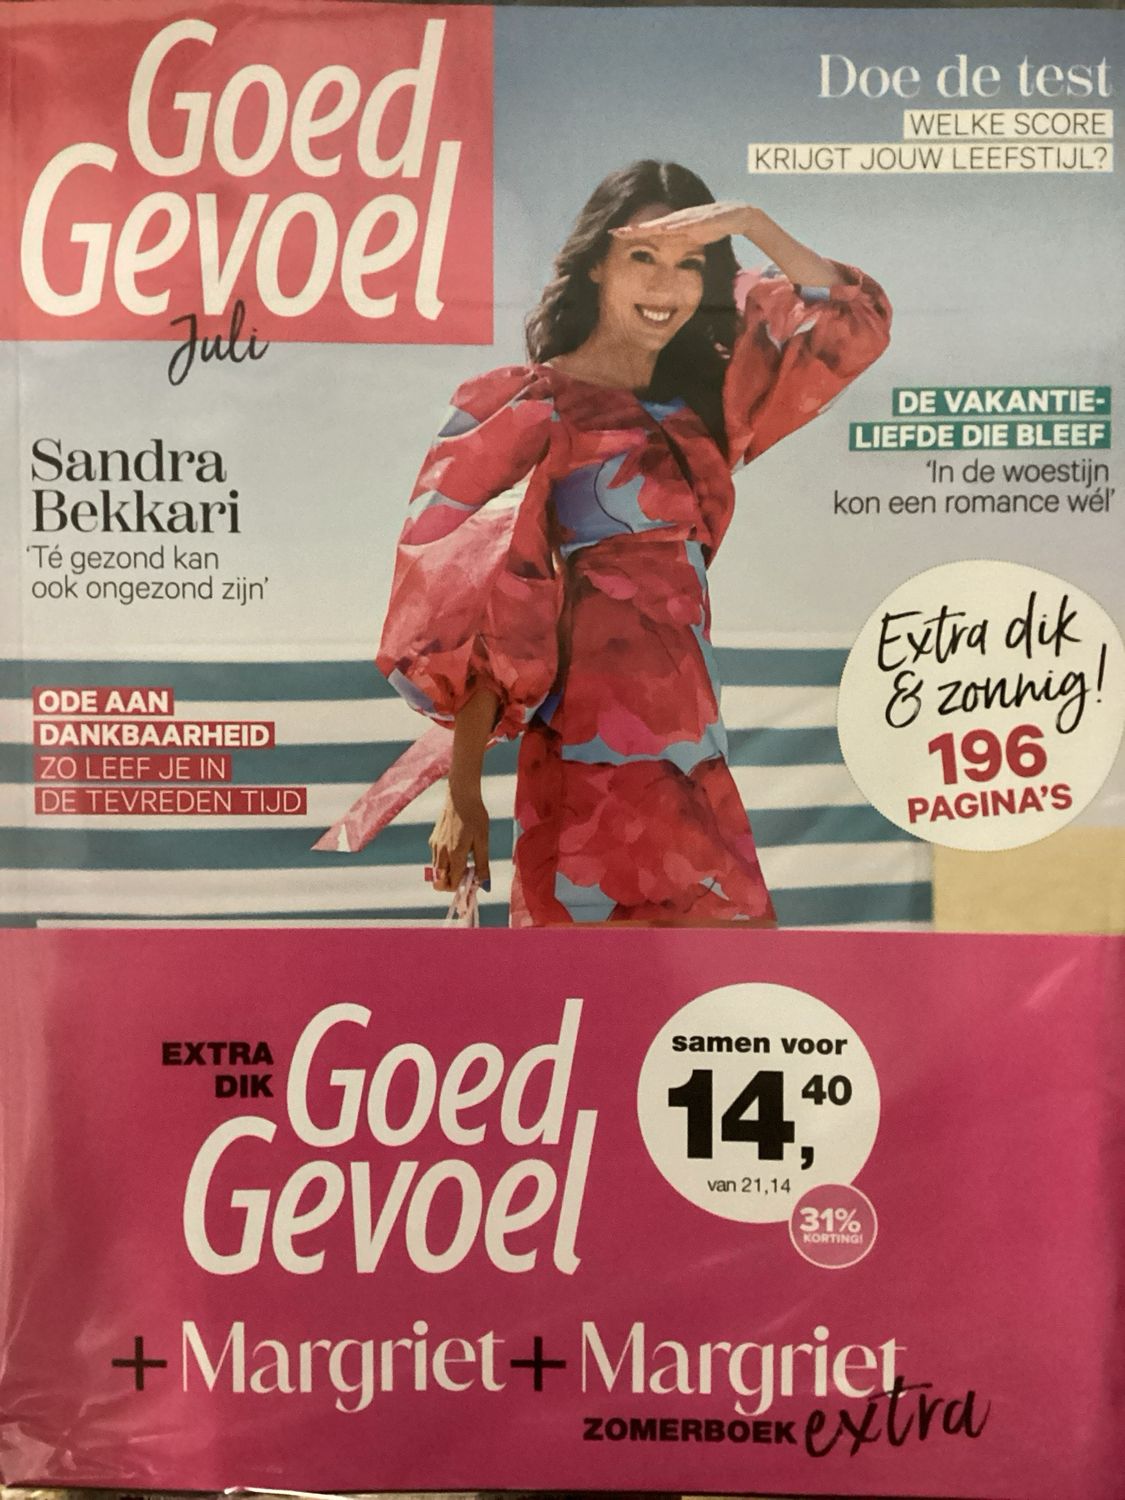 Goed
Gevoel
Juli
Doe de test
WELKE SCORE
KRIJGT JOUW LEEFSTIJL?
Sandra
Bekkari
‘Té gezond kan
ook ongezond zijn’
DE VAKANTIE-
LIEFDE DIE BLEEF
‘In de woestijn
kon een romance wél’
Extra dik
& zonnig!
196
PAGINA’S
ODE AAN
DANKBAARHEID
ZO LEEF JE IN
DE TEVREDEN TIJD
EXTRA
DIK
Goed
Gevoel
samen voor
14,40
van 21,14
31%
KORTING!
+ Margriet + Margriet
ZOMERBOEK extra